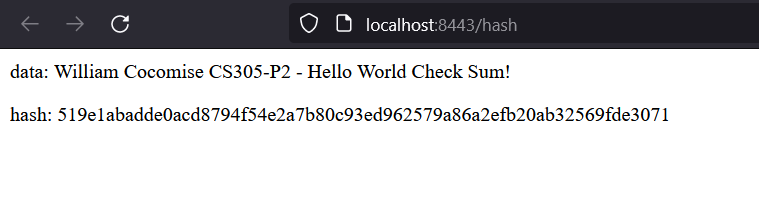 localhost:8443/hash
data: William Cocomise CS305-P2 - Hello World Check Sum!
hash: 519e1abadde0acd8794f54e2a7b80c93ed962579a86a2efb20ab32569fde3071